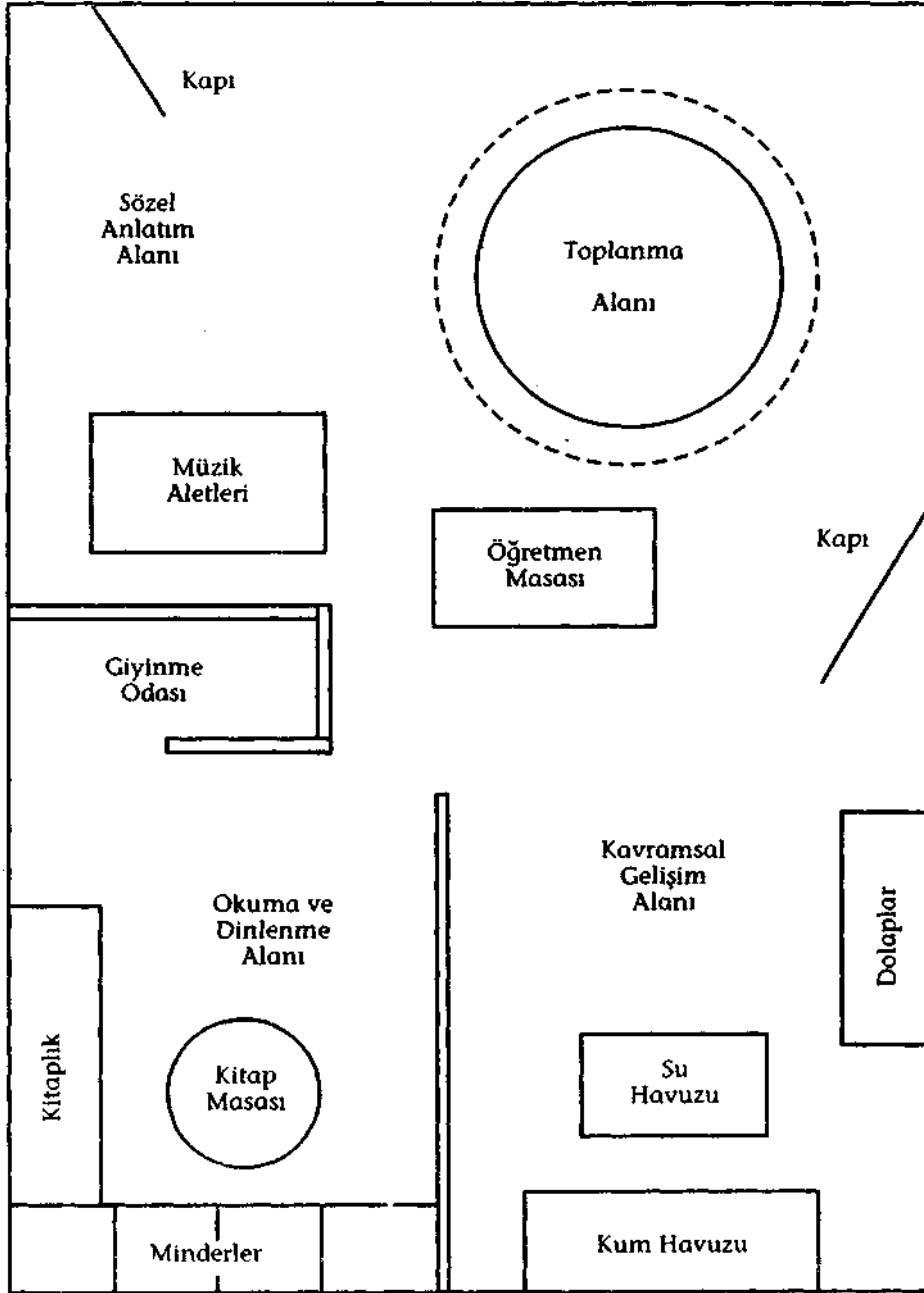 Kapı
Sözel
Anlatım
Alanı
Toplanma
Alanı
Müzik
Aletleri
Öğretmen
Masası
Kapı
Giyinme
Odası
Kavramsal
Gelişim
Alanı
Okuma ve
Dinlenme
Alanı
Dolaplar
Kitaplık
Kitap
Masası
Su
Havuzu
Minderler
Kum Havuzu